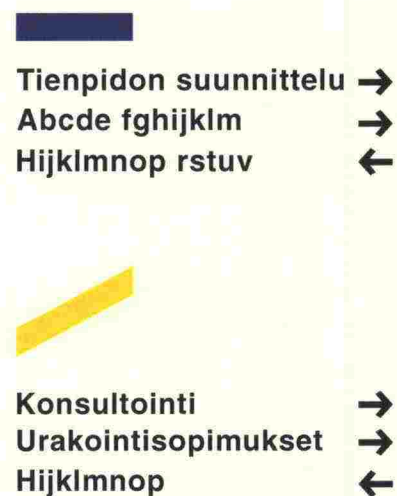 Tienpidon suunnittelu →
Abcde fghijklm →
Hijklmnop rstuv ←
Konsultointi →
Urakointisopimukset →
Hijklmnop ←